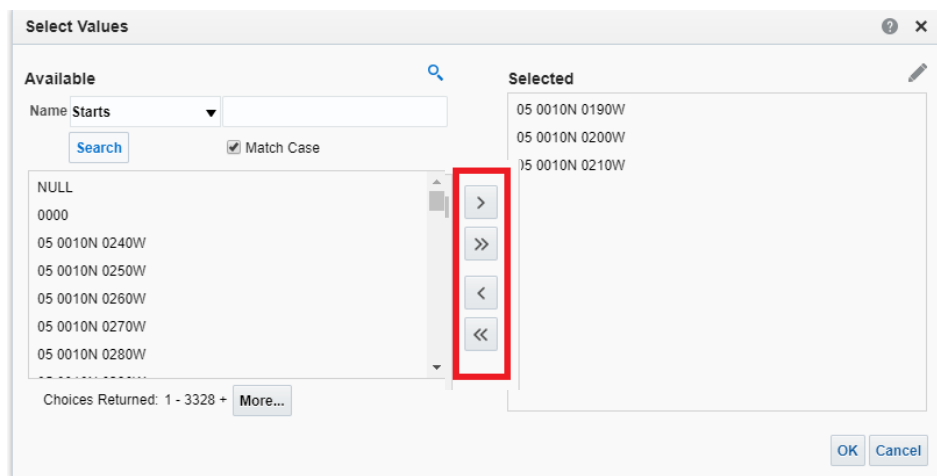 Select Values
Available
Name Starts
Search
Match Case
NULL
0000
05 0010N 0240W
05 0010N 0250W
05 0010N 0260W
05 0010N 0270W
05 0010N 0280W
Choices Returned: 1 - 3328 + More...
Selected
05 0010N 0190W
05 0010N 0200W
05 0010N 0210W
OK Cancel